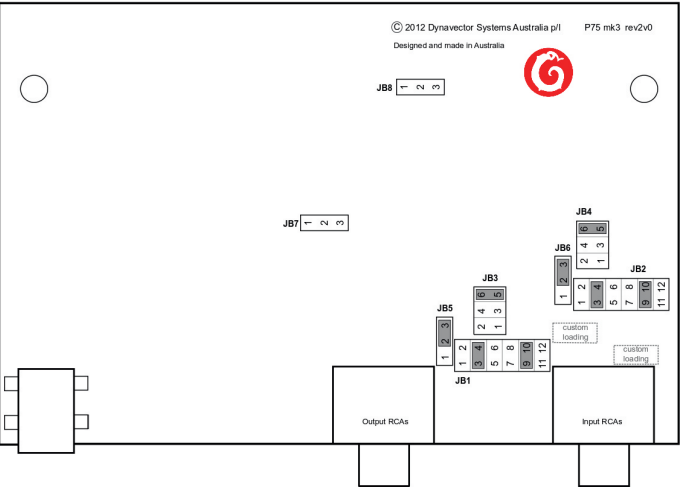 © 2012 Dynavector Systems Australia p/l P75 mk3 rev2v0
Designed and made in Australia
JB8 1 2 3
JB7 1 2 3
JB4
6 5
4 3
2 1
JB6
3
2
1
JB2
2 4 6 8 10 12
1 3 5 7 9 11
JB3
6 5
4 3
2 1
JB5
3
2
1
2 4 6 8 10 12
1 3 5 7 9 11
JB1
custom
loading
custom
loading
Output RCAs
Input RCAs